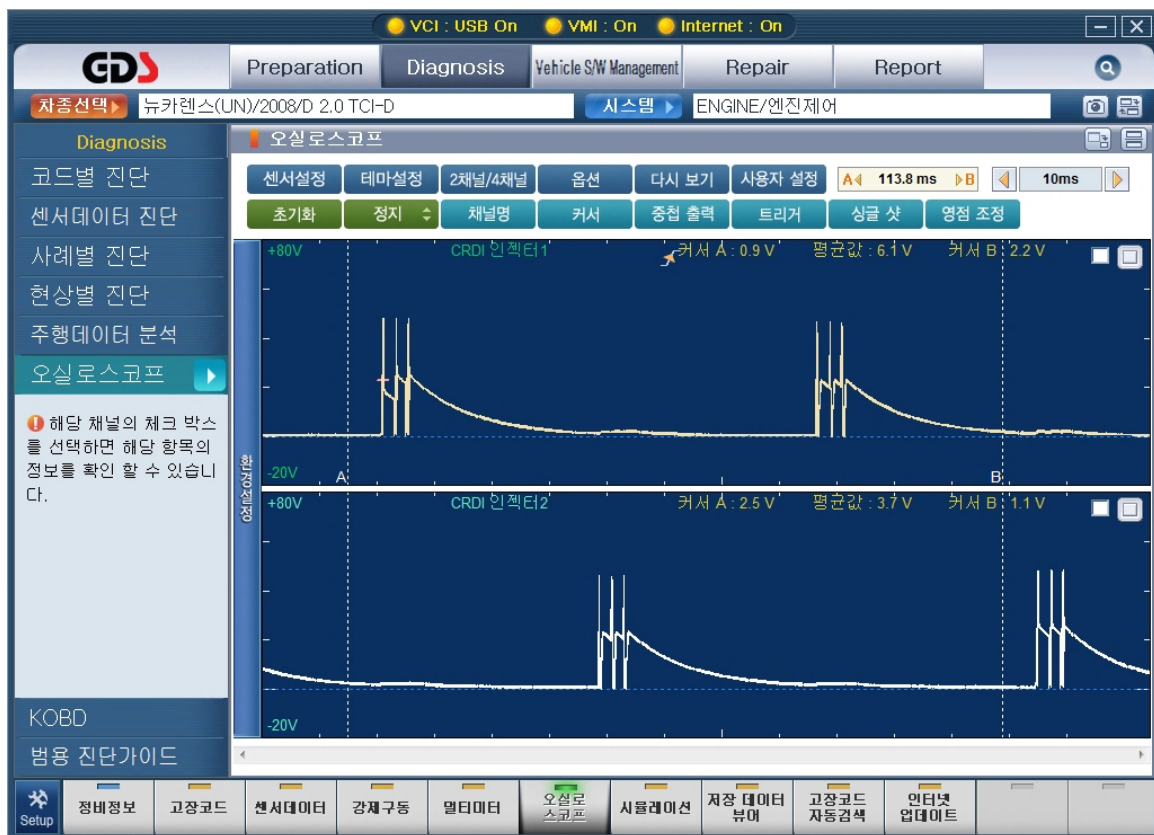 VCI : USB On VMI : On Internet : On
GDS Preparation Diagnosis Vehicle S/W Management Repair Report
차종선택 뉴카렌스(UN)/2008/D 2.0 TCI-D 시스템 ENGINE/엔진제어
Diagnosis
코드별 진단
센서데이터 진단
사례별 진단
현상별 진단
주행데이터 분석
오실로스코프
해당 채널의 체크 박스
를 선택하면 해당 항목의
정보를 확인 할 수 있습니
다.
KOBD
범용 진단가이드
오실로스코프
센서설정 테마설정 2채널/4채널 옵션 다시 보기 사용자 설정 A 113.8 ms B 10ms
초기화 정지 채널명 커서 중첩 출력 트리거 싱글 샷 영점 조정
환경설정
+80V CRDI 인젝터1 커서 A : 0.9 V 평균값 : 6.1 V 커서 B : 2.2 V
-20V A B
+80V CRDI 인젝터2 커서 A : 2.5 V 평균값 : 3.7 V 커서 B : 1.1 V
-20V
Setup 정비정보 고장코드 센서데이터 강제구동 멀티미터 오실로 스코프 시뮬레이션 저장 데이터 뷰어 고장코드 자동검색 인터넷 업데이트